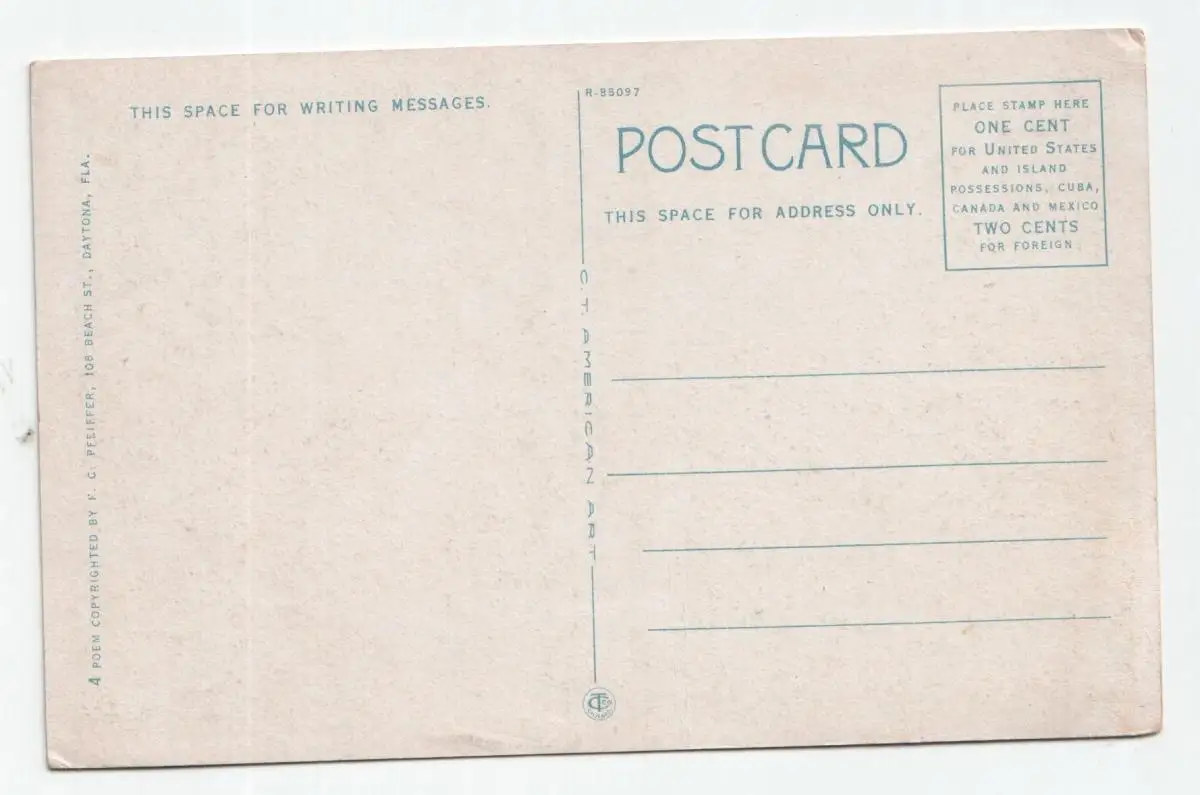 THIS SPACE FOR WRITING MESSAGES.
4 POEM COPYRIGHTED BY F. C. PFEIFFER, 108 BEACH ST., DAYTONA, FLA.
R-85097
POST CARD
THIS SPACE FOR ADDRESS ONLY.
PLACE STAMP HERE
ONE CENT
FOR UNITED STATES
AND ISLAND
POSSESSIONS, CUBA,
CANADA AND MEXICO
TWO CENTS
FOR FOREIGN
C. T. AMERICAN ART